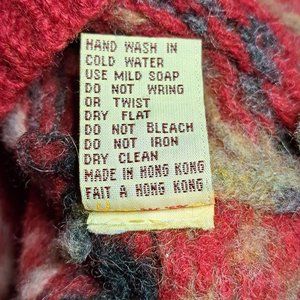 HAND WASH IN
COLD WATER
USE MILD SOAP
DO NOT WRING
OR TWIST
DRY FLAT
DO NOT BLEACH
DO NOT IRON
DRY CLEAN
MADE IN HONG KONG
FAIT A HONG KONG